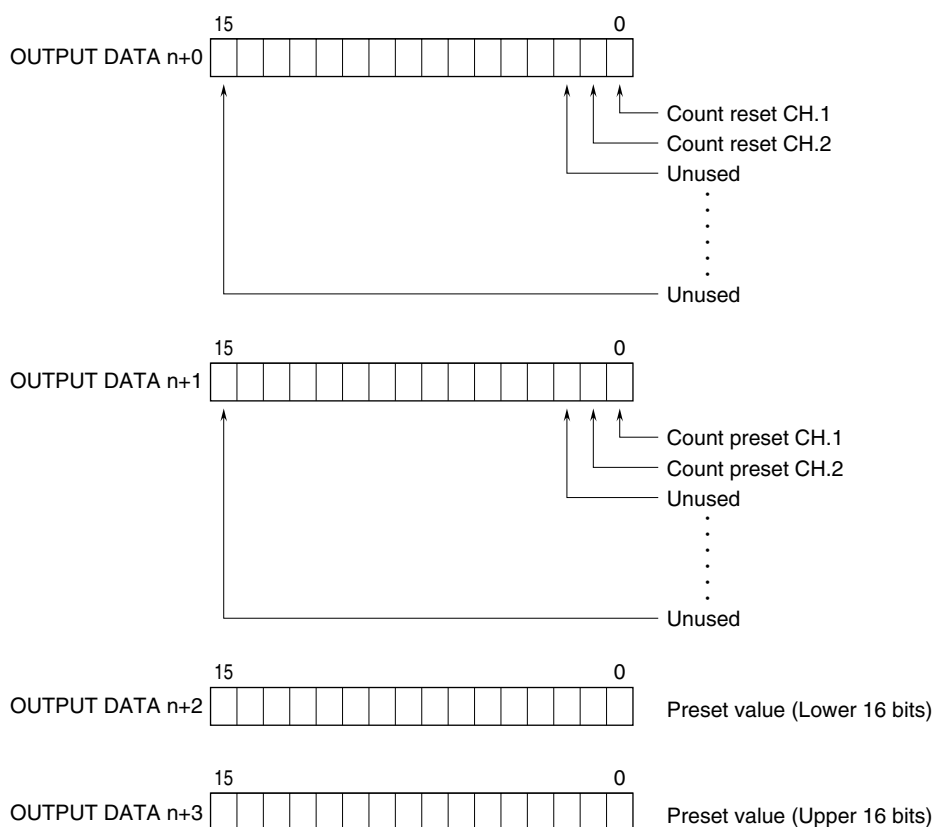 15 0
OUTPUT DATA n+0
Count reset CH.1
Count reset CH.2
Unused
Unused
15 0
OUTPUT DATA n+1
Count preset CH.1
Count preset CH.2
Unused
Unused
15 0
OUTPUT DATA n+2 Preset value (Lower 16 bits)
15 0
OUTPUT DATA n+3 Preset value (Upper 16 bits)